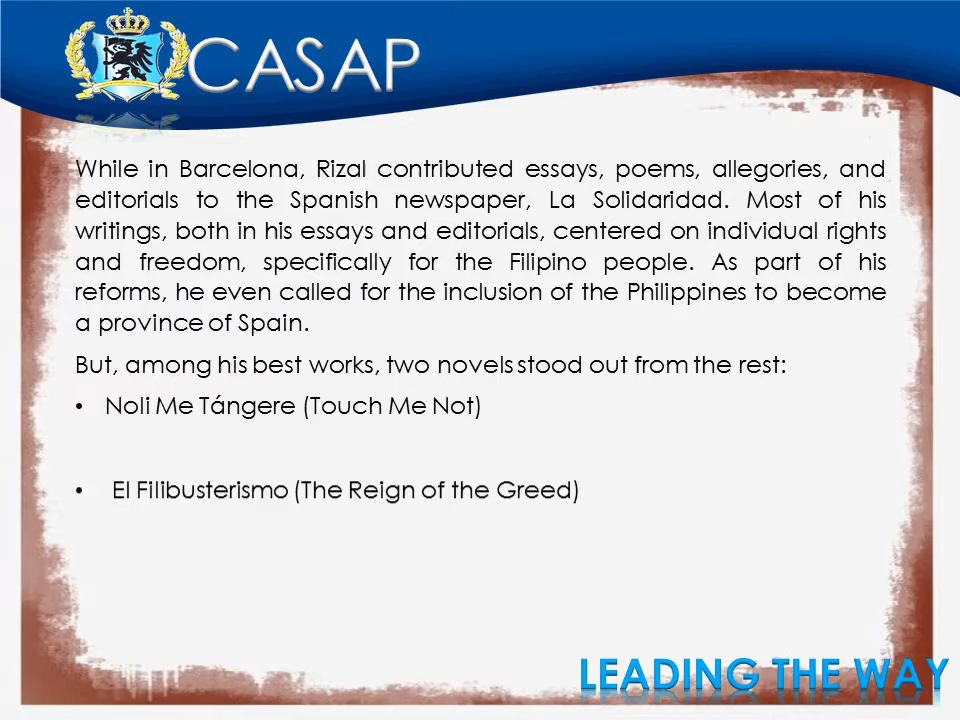 CASAP
While in Barcelona, Rizal contributed essays, poems, allegories, and
editorials to the Spanish newspaper, La Solidaridad. Most of his
writings, both in his essays and editorials, centered on individual rights
and freedom, specifically for the Filipino people. As part of his
reforms, he even called for the inclusion of the Philippines to become
a province of Spain.
But, among his best works, two novels stood out from the rest:
• Noli Me Tángere (Touch Me Not)
• El Filibusterismo (The Reign of the Greed)
LEADING THE WAY